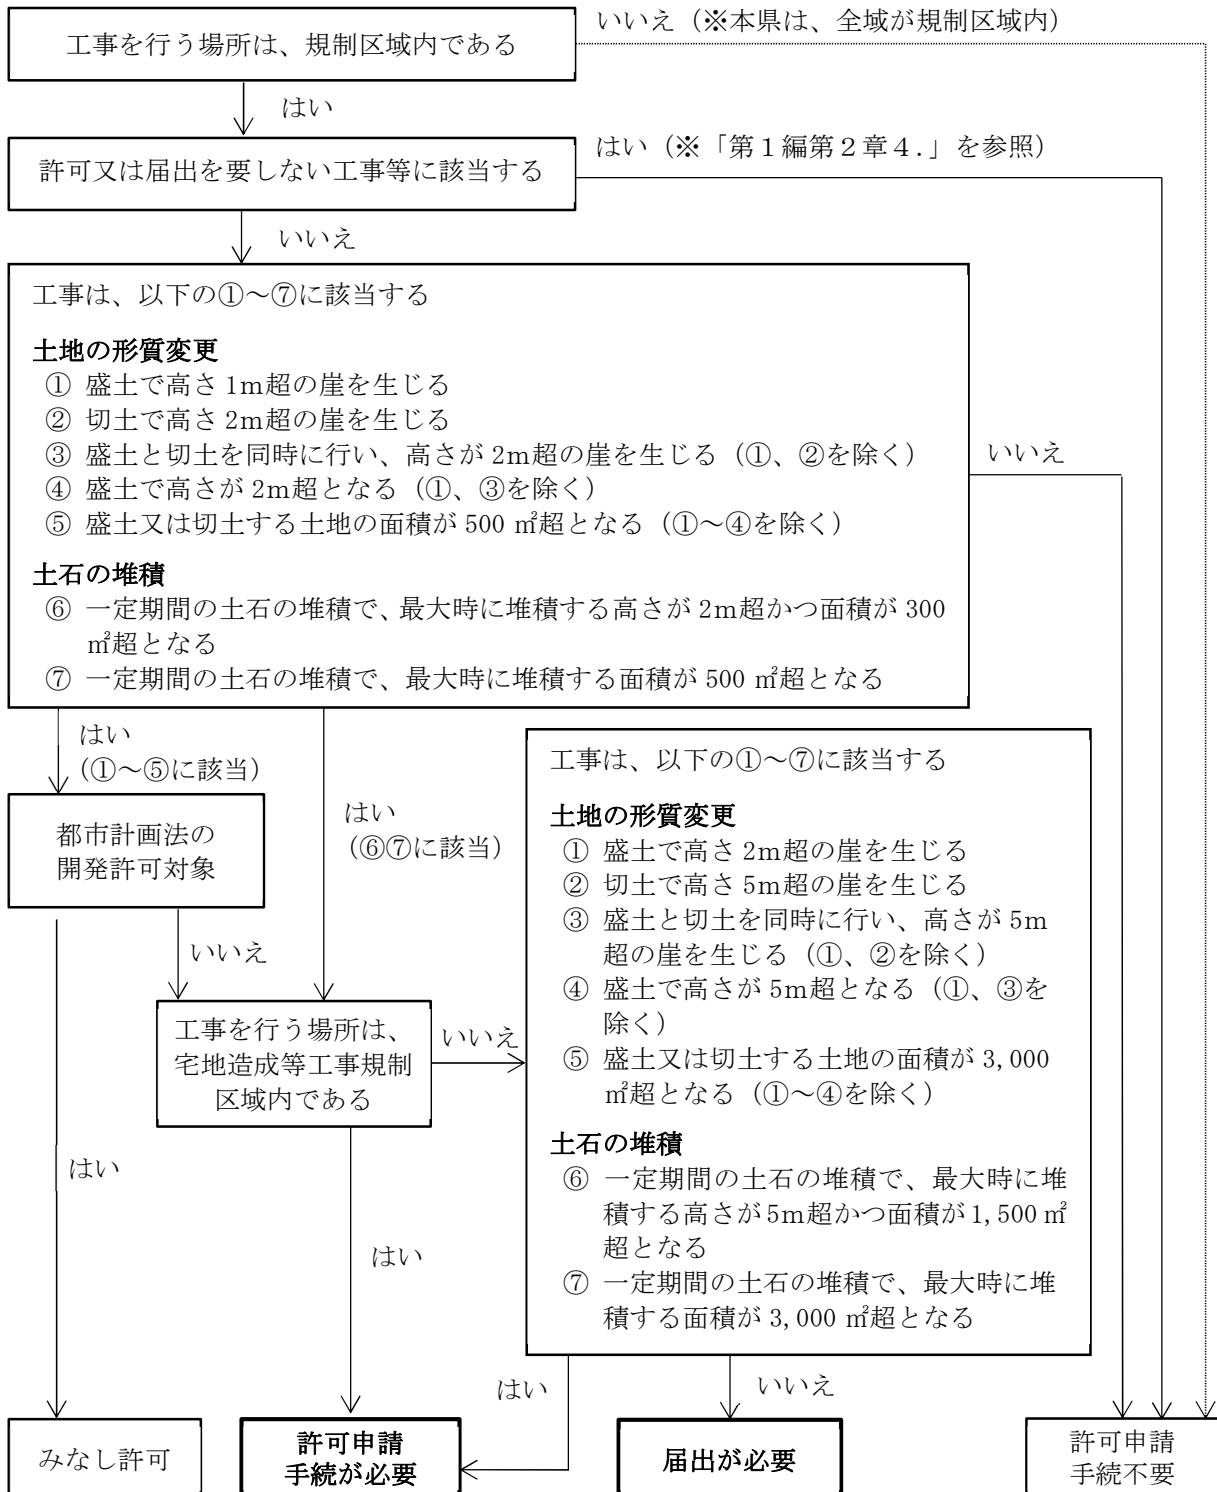 工事を行う場所は、規制区域内である
いいえ（※本県は、全域が規制区域内）
はい
許可又は届出を要しない工事等に該当する
はい（※「第１編第２章４．」を参照）
いいえ
工事は、以下の①～⑦に該当する
土地の形質変更
① 盛土で高さ 1m超の崖を生じる
② 切土で高さ 2m超の崖を生じる
③ 盛土と切土を同時に行い、高さが 2m超の崖を生じる（①、②を除く）
④ 盛土で高さが 2m超となる（①、③を除く）
⑤ 盛土又は切土する土地の面積が 500 ㎡超となる（①～④を除く）
土石の堆積
⑥ 一定期間の土石の堆積で、最大時に堆積する高さが 2m超かつ面積が 300
㎡超となる
⑦ 一定期間の土石の堆積で、最大時に堆積する面積が 500 ㎡超となる
いいえ
はい
（①～⑤に該当）
はい
（⑥⑦に該当）
都市計画法の
開発許可対象
いいえ
はい
工事を行う場所は、
宅地造成等工事規制
区域内である
いいえ
はい
工事は、以下の①～⑦に該当する
土地の形質変更
① 盛土で高さ 2m超の崖を生じる
② 切土で高さ 5m超の崖を生じる
③ 盛土と切土を同時に行い、高さが 5m
超の崖を生じる（①、②を除く）
④ 盛土で高さが 5m超となる（①、③を
除く）
⑤ 盛土又は切土する土地の面積が 3,000
㎡超となる（①～④を除く）
土石の堆積
⑥ 一定期間の土石の堆積で、最大時に堆
積する高さが5m超かつ面積が1,500 ㎡
超となる
⑦ 一定期間の土石の堆積で、最大時に堆
積する面積が 3,000 ㎡超となる
はい
いいえ
みなし許可
許可申請
手続が必要
届出が必要
許可申請
手続不要